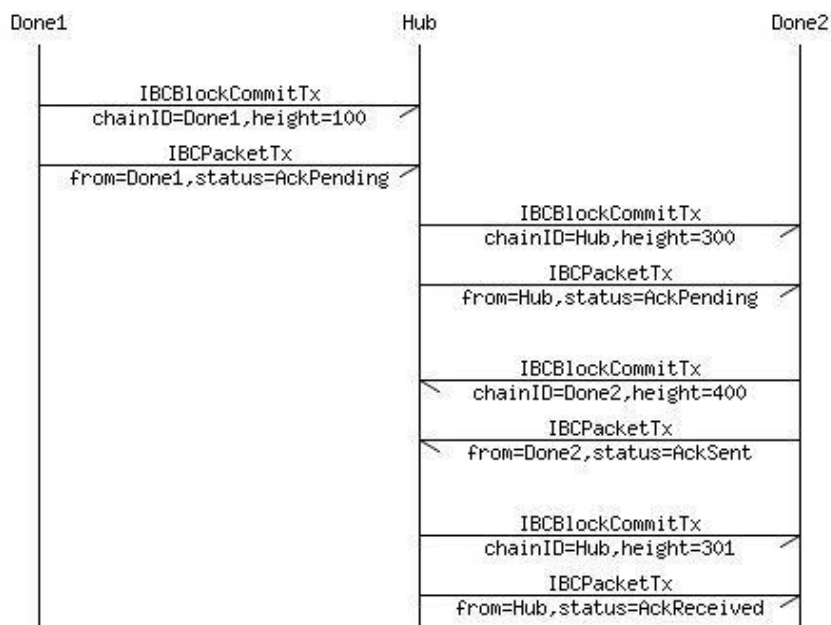 Done1 Hub Done2
IBCBlockCommitTx
chainID=Done1,height=100
IBCPacketTx
from=Done1,status=AckPending
IBCBlockCommitTx
chainID=Hub,height=300
IBCPacketTx
from=Hub,status=AckPending
IBCBlockCommitTx
chainID=Done2,height=400
IBCPacketTx
from=Done2,status=AckSent
IBCBlockCommitTx
chainID=Hub,height=301
IBCPacketTx
from=Hub,status=AckReceived